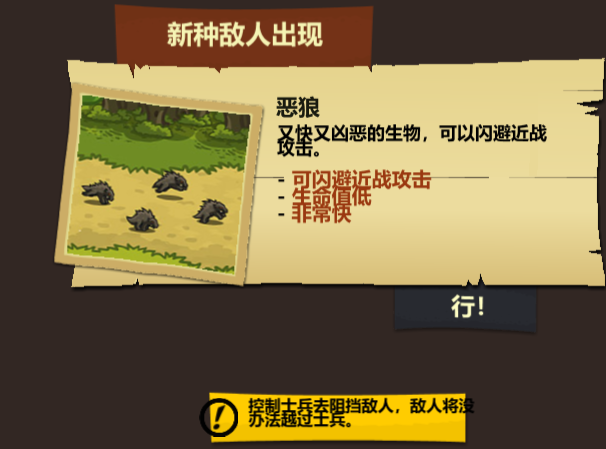 新种敌人出现
恶狼
又快又凶恶的生物，可以闪避近战
攻击。
- 可闪避近战攻击
- 生命值低
- 非常快
行！
控制士兵去阻挡敌人，敌人将没
办法越过士兵。